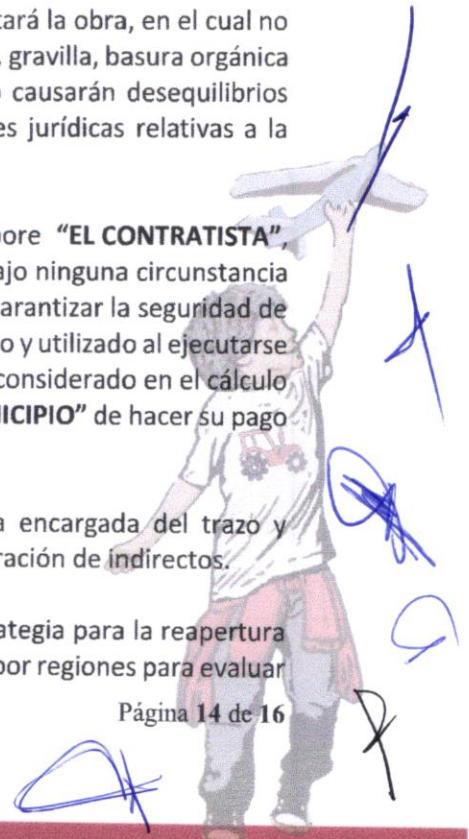 tará la obra, en el cual no
, gravilla, basura orgánica
causarán desequilibrios
es jurídicas relativas a la
ore "EL CONTRATISTA",
ajo ninguna circunstancia
arantizar la seguridad de
o y utilizado al ejecutarse
considerado en el cálculo
NICIPIO" de hacer su pago
a encargada del trazo y
ración de indirectos.
ategia para la reapertura
por regiones para evaluar
Página 14 de 16